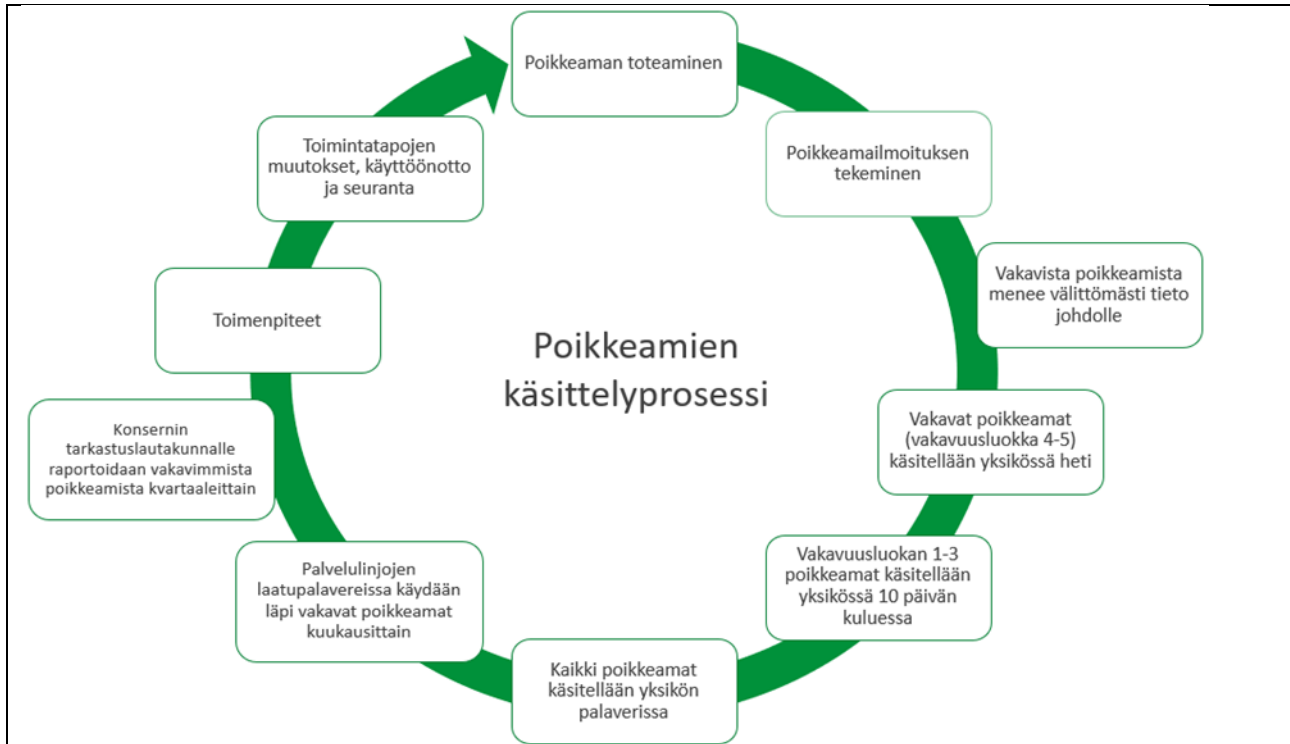 Poikkeaman toteaminen
Poikkeamailmoituksen
tekeminen
Vakavista poikkeamista
menee välittömästi tieto
johdolle
Vakavat poikkeamat
(vakavuusluokka 4-5)
käsitellään yksikössä heti
Vakavuusluokan 1-3
poikkeamat käsitellään
yksikössä 10 päivän
kuluessa
Kaikki poikkeamat
käsitellään yksikön
palaverissa
Palvelulinjojen
laatupalavereissa käydään
läpi vakavat poikkeamat
kuukausittain
Konsernin
tarkastuslautakunnalle
raportoidaan vakavimmista
poikkeamista kvartaaleittain
Toimenpiteet
Toimintatapojen
muutokset, käyttöönotto
ja seuranta
Poikkeamien
käsittelyprosessi